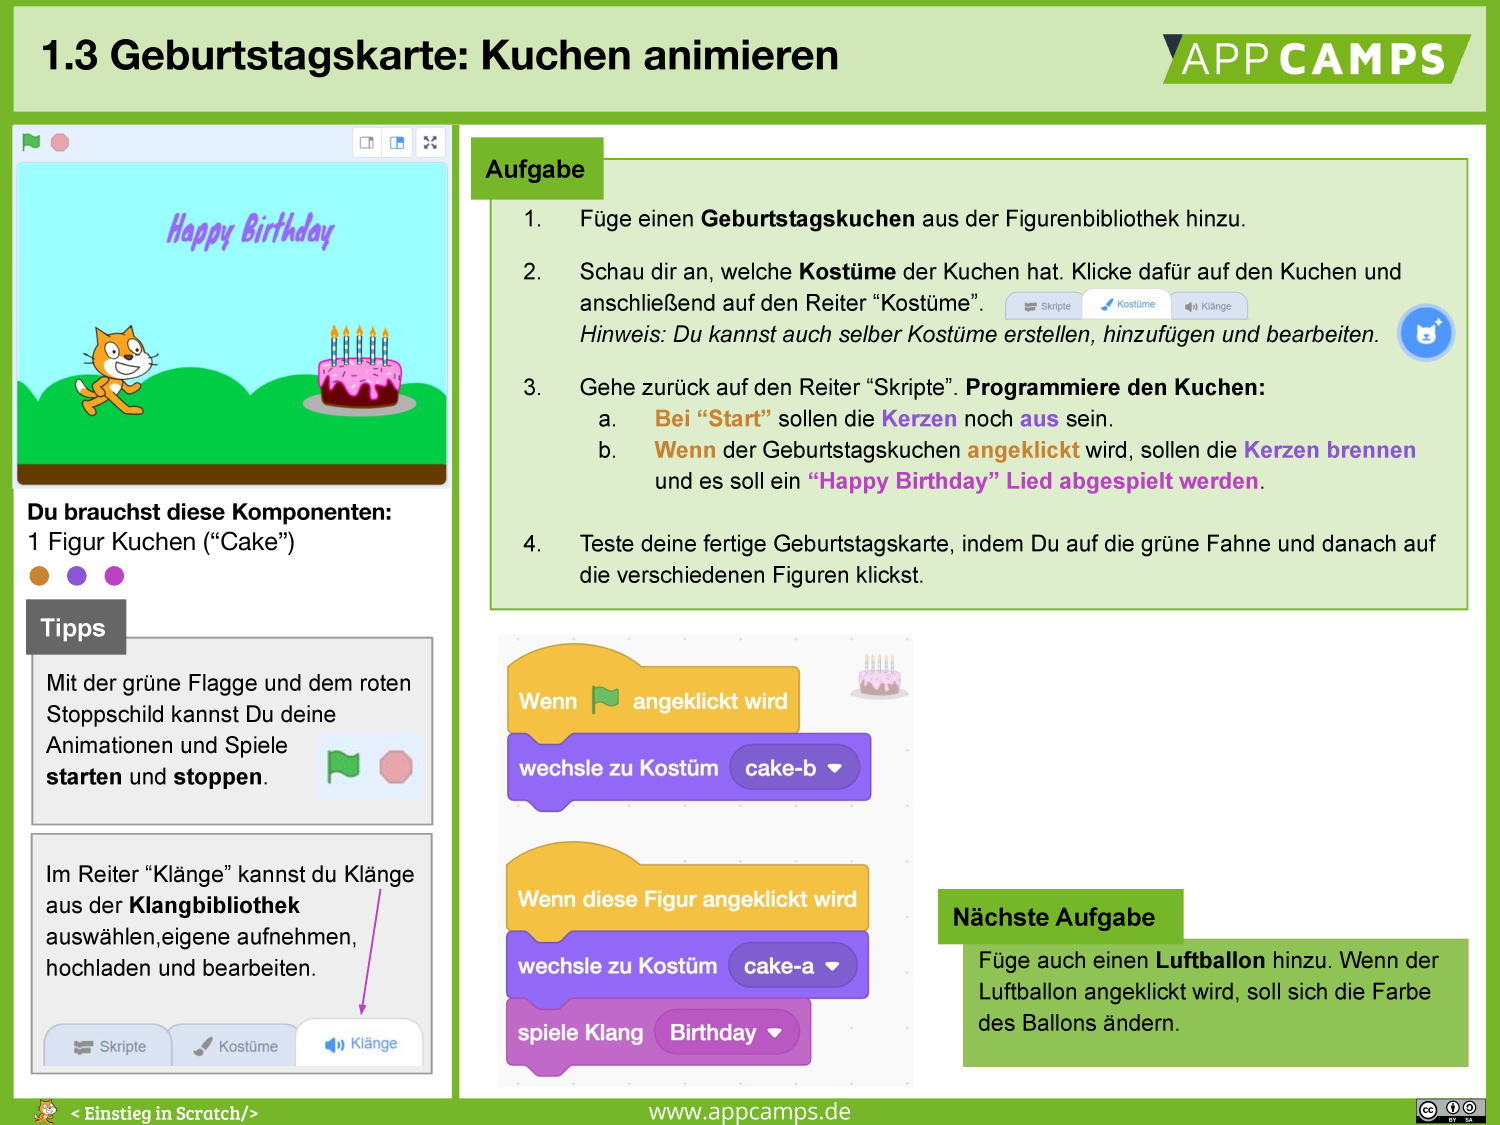 1.3 Geburtstagskarte: Kuchen animieren
APP CAMPS
Happy Birthday
Du brauchst diese Komponenten:
1 Figur Kuchen (“Cake”)
Tipps
Mit der grüne Flagge und dem roten
Stoppschild kannst Du deine
Animationen und Spiele
starten und stoppen.
Im Reiter “Klänge” kannst du Klänge
aus der Klangbibliothek
auswählen,eigene aufnehmen,
hochladen und bearbeiten.
Skripte Kostüme Klänge
Aufgabe
1. Füge einen Geburtstagskuchen aus der Figurenbibliothek hinzu.
2. Schau dir an, welche Kostüme der Kuchen hat. Klicke dafür auf den Kuchen und
anschließend auf den Reiter “Kostüme”. Skripte Kostüme Klänge
Hinweis: Du kannst auch selber Kostüme erstellen, hinzufügen und bearbeiten.
3. Gehe zurück auf den Reiter “Skripte”. Programmiere den Kuchen:
a. Bei “Start” sollen die Kerzen noch aus sein.
b. Wenn der Geburtstagskuchen angeklickt wird, sollen die Kerzen brennen
und es soll ein “Happy Birthday” Lied abgespielt werden.
4. Teste deine fertige Geburtstagskarte, indem Du auf die grüne Fahne und danach auf
die verschiedenen Figuren klickst.
Wenn angeklickt wird
wechsle zu Kostüm cake-b
Wenn diese Figur angeklickt wird
wechsle zu Kostüm cake-a
spiele Klang Birthday
Nächste Aufgabe
Füge auch einen Luftballon hinzu. Wenn der
Luftballon angeklickt wird, soll sich die Farbe
des Ballons ändern.
< Einstieg in Scratch/>
www.appcamps.de
cc BY SA